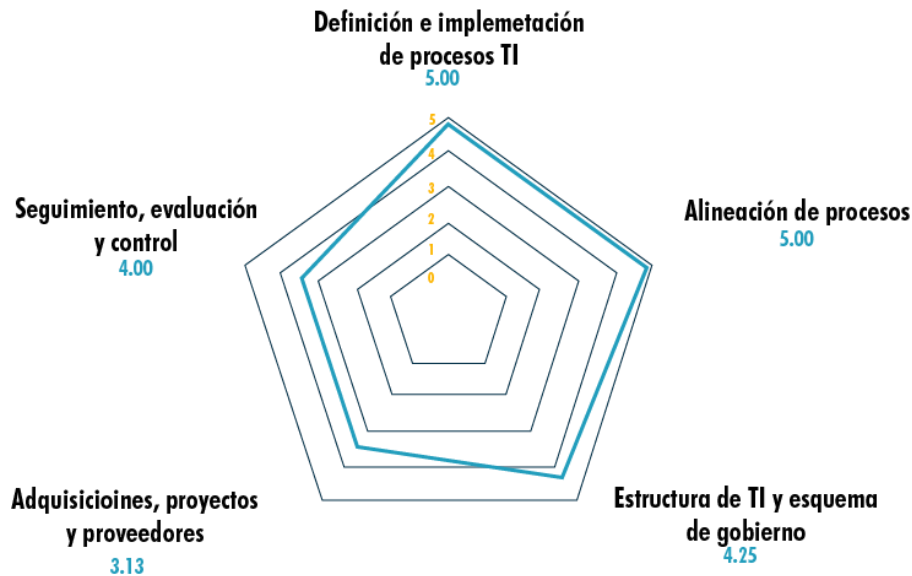 Definición e implemetación
de procesos TI
5.00
5
4
3
2
1
0
Seguimiento, evaluación
y control
4.00
Alineación de procesos
5.00
Adquisicioines, proyectos
y proveedores
3.13
Estructura de TI y esquema
de gobierno
4.25